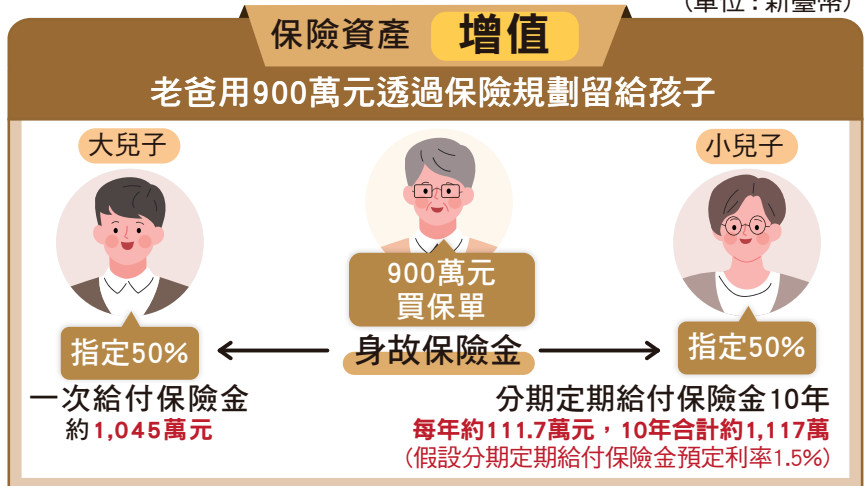 (單位：新臺幣)
保險資產 增值
老爸用900萬元透過保險規劃留給孩子
大兒子
小兒子
900萬元
買保單
指定50%
身故保險金
指定50%
一次給付保險金
約1,045萬元
分期定期給付保險金10年
每年約111.7萬元，10年合計約1,117萬
(假設分期定期給付保險金預定利率1.5%)